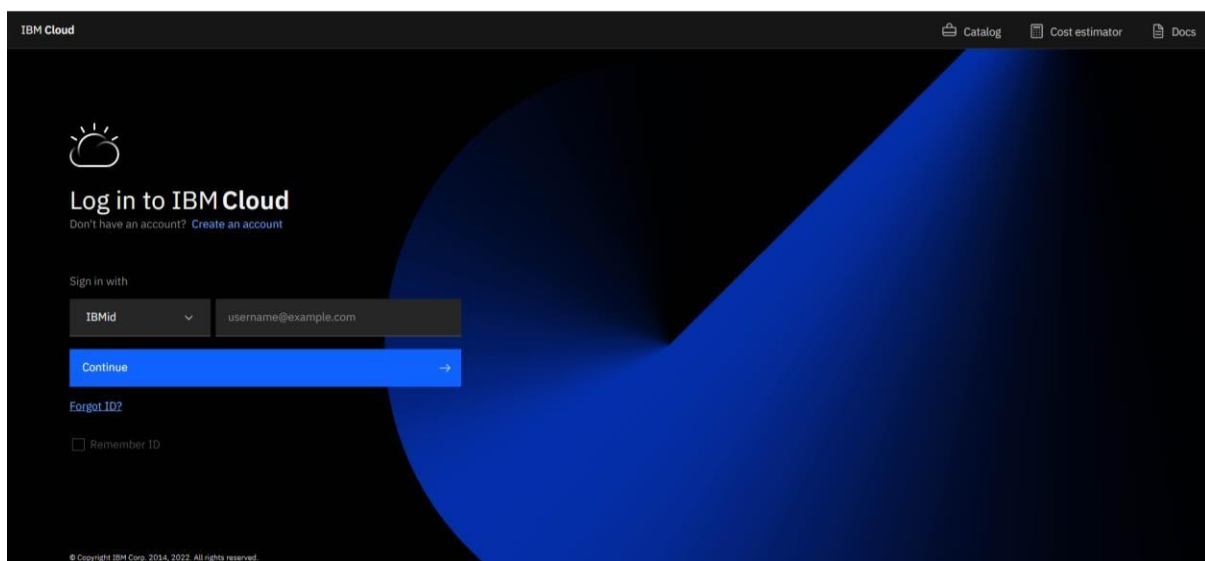 IBM Cloud
Catalog
Cost estimator
Docs
Log in to IBM Cloud
Don't have an account? Create an account
Sign in with
IBMid
username@example.com
Continue
Forgot ID?
Remember ID
© Copyright IBM Corp. 2014, 2022. All rights reserved.